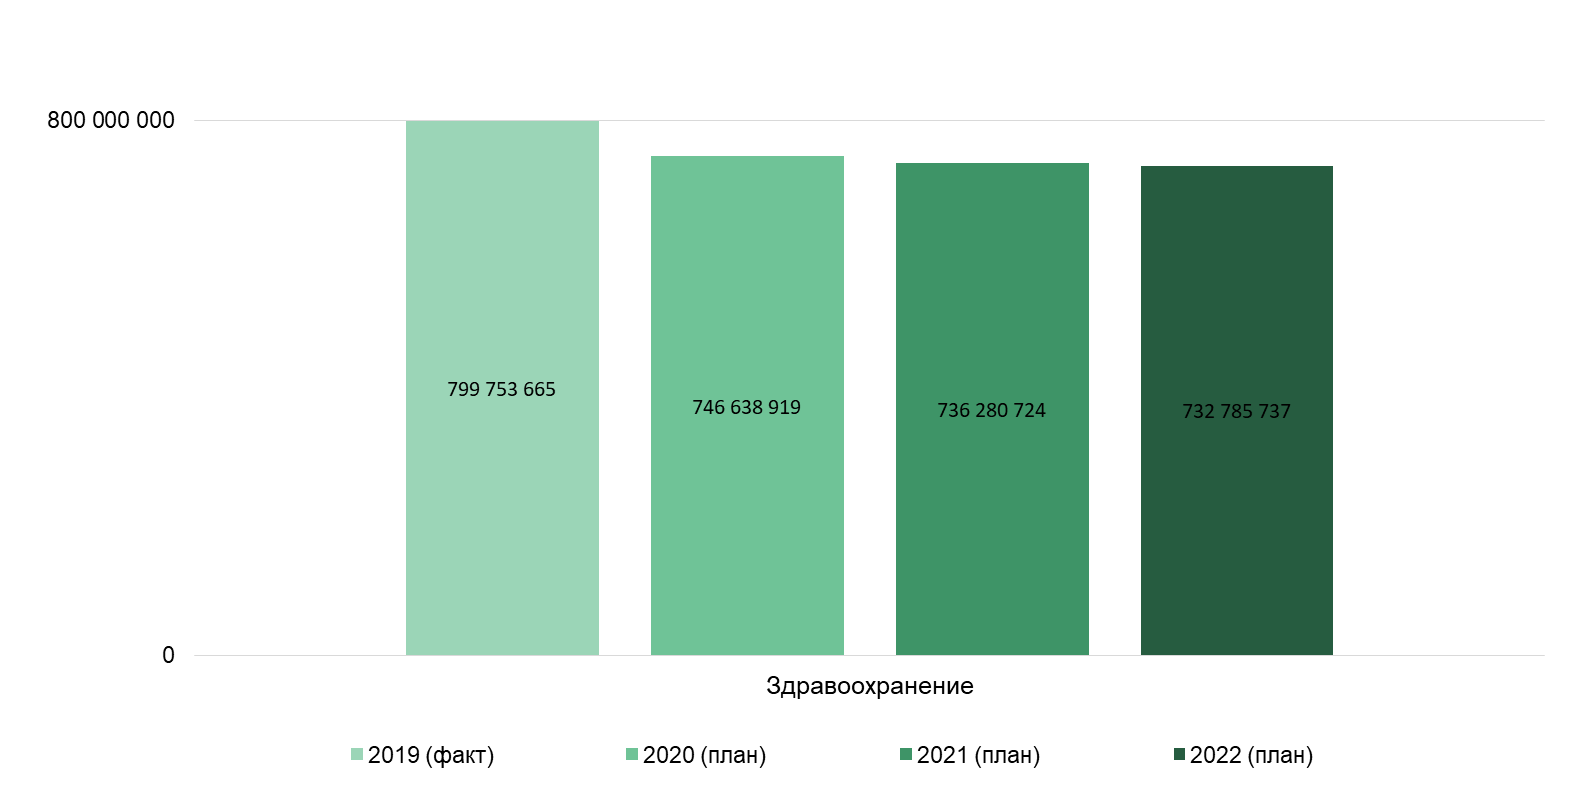 800 000 000
799 753 665
746 638 919
736 280 724
732 785 737
0
Здравоохранение
2019 (факт)
2020 (план)
2021 (план)
2022 (план)